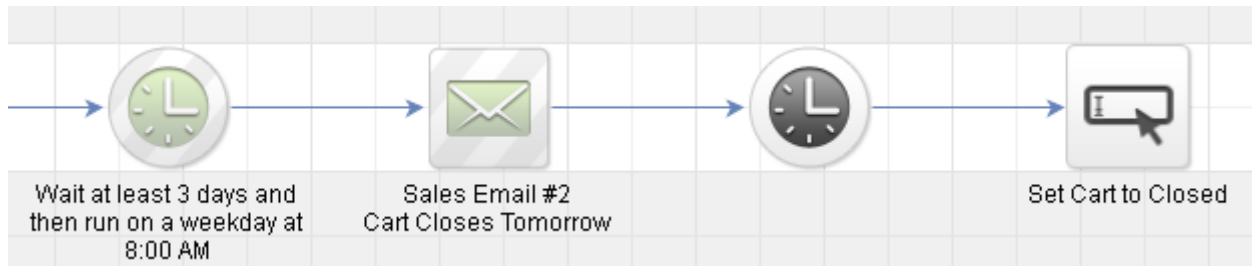 Wait at least 3 days and
then run on a weekday at
8:00 AM
Sales Email #2
Cart Closes Tomorrow
Set Cart to Closed